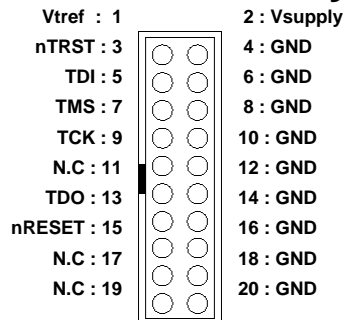 Vtref : 1 2 : Vsupply
nTRST : 3 4 : GND
TDI : 5 6 : GND
TMS : 7 8 : GND
TCK : 9 10 : GND
N.C : 11 12 : GND
TDO : 13 14 : GND
nRESET : 15 16 : GND
N.C : 17 18 : GND
N.C : 19 20 : GND